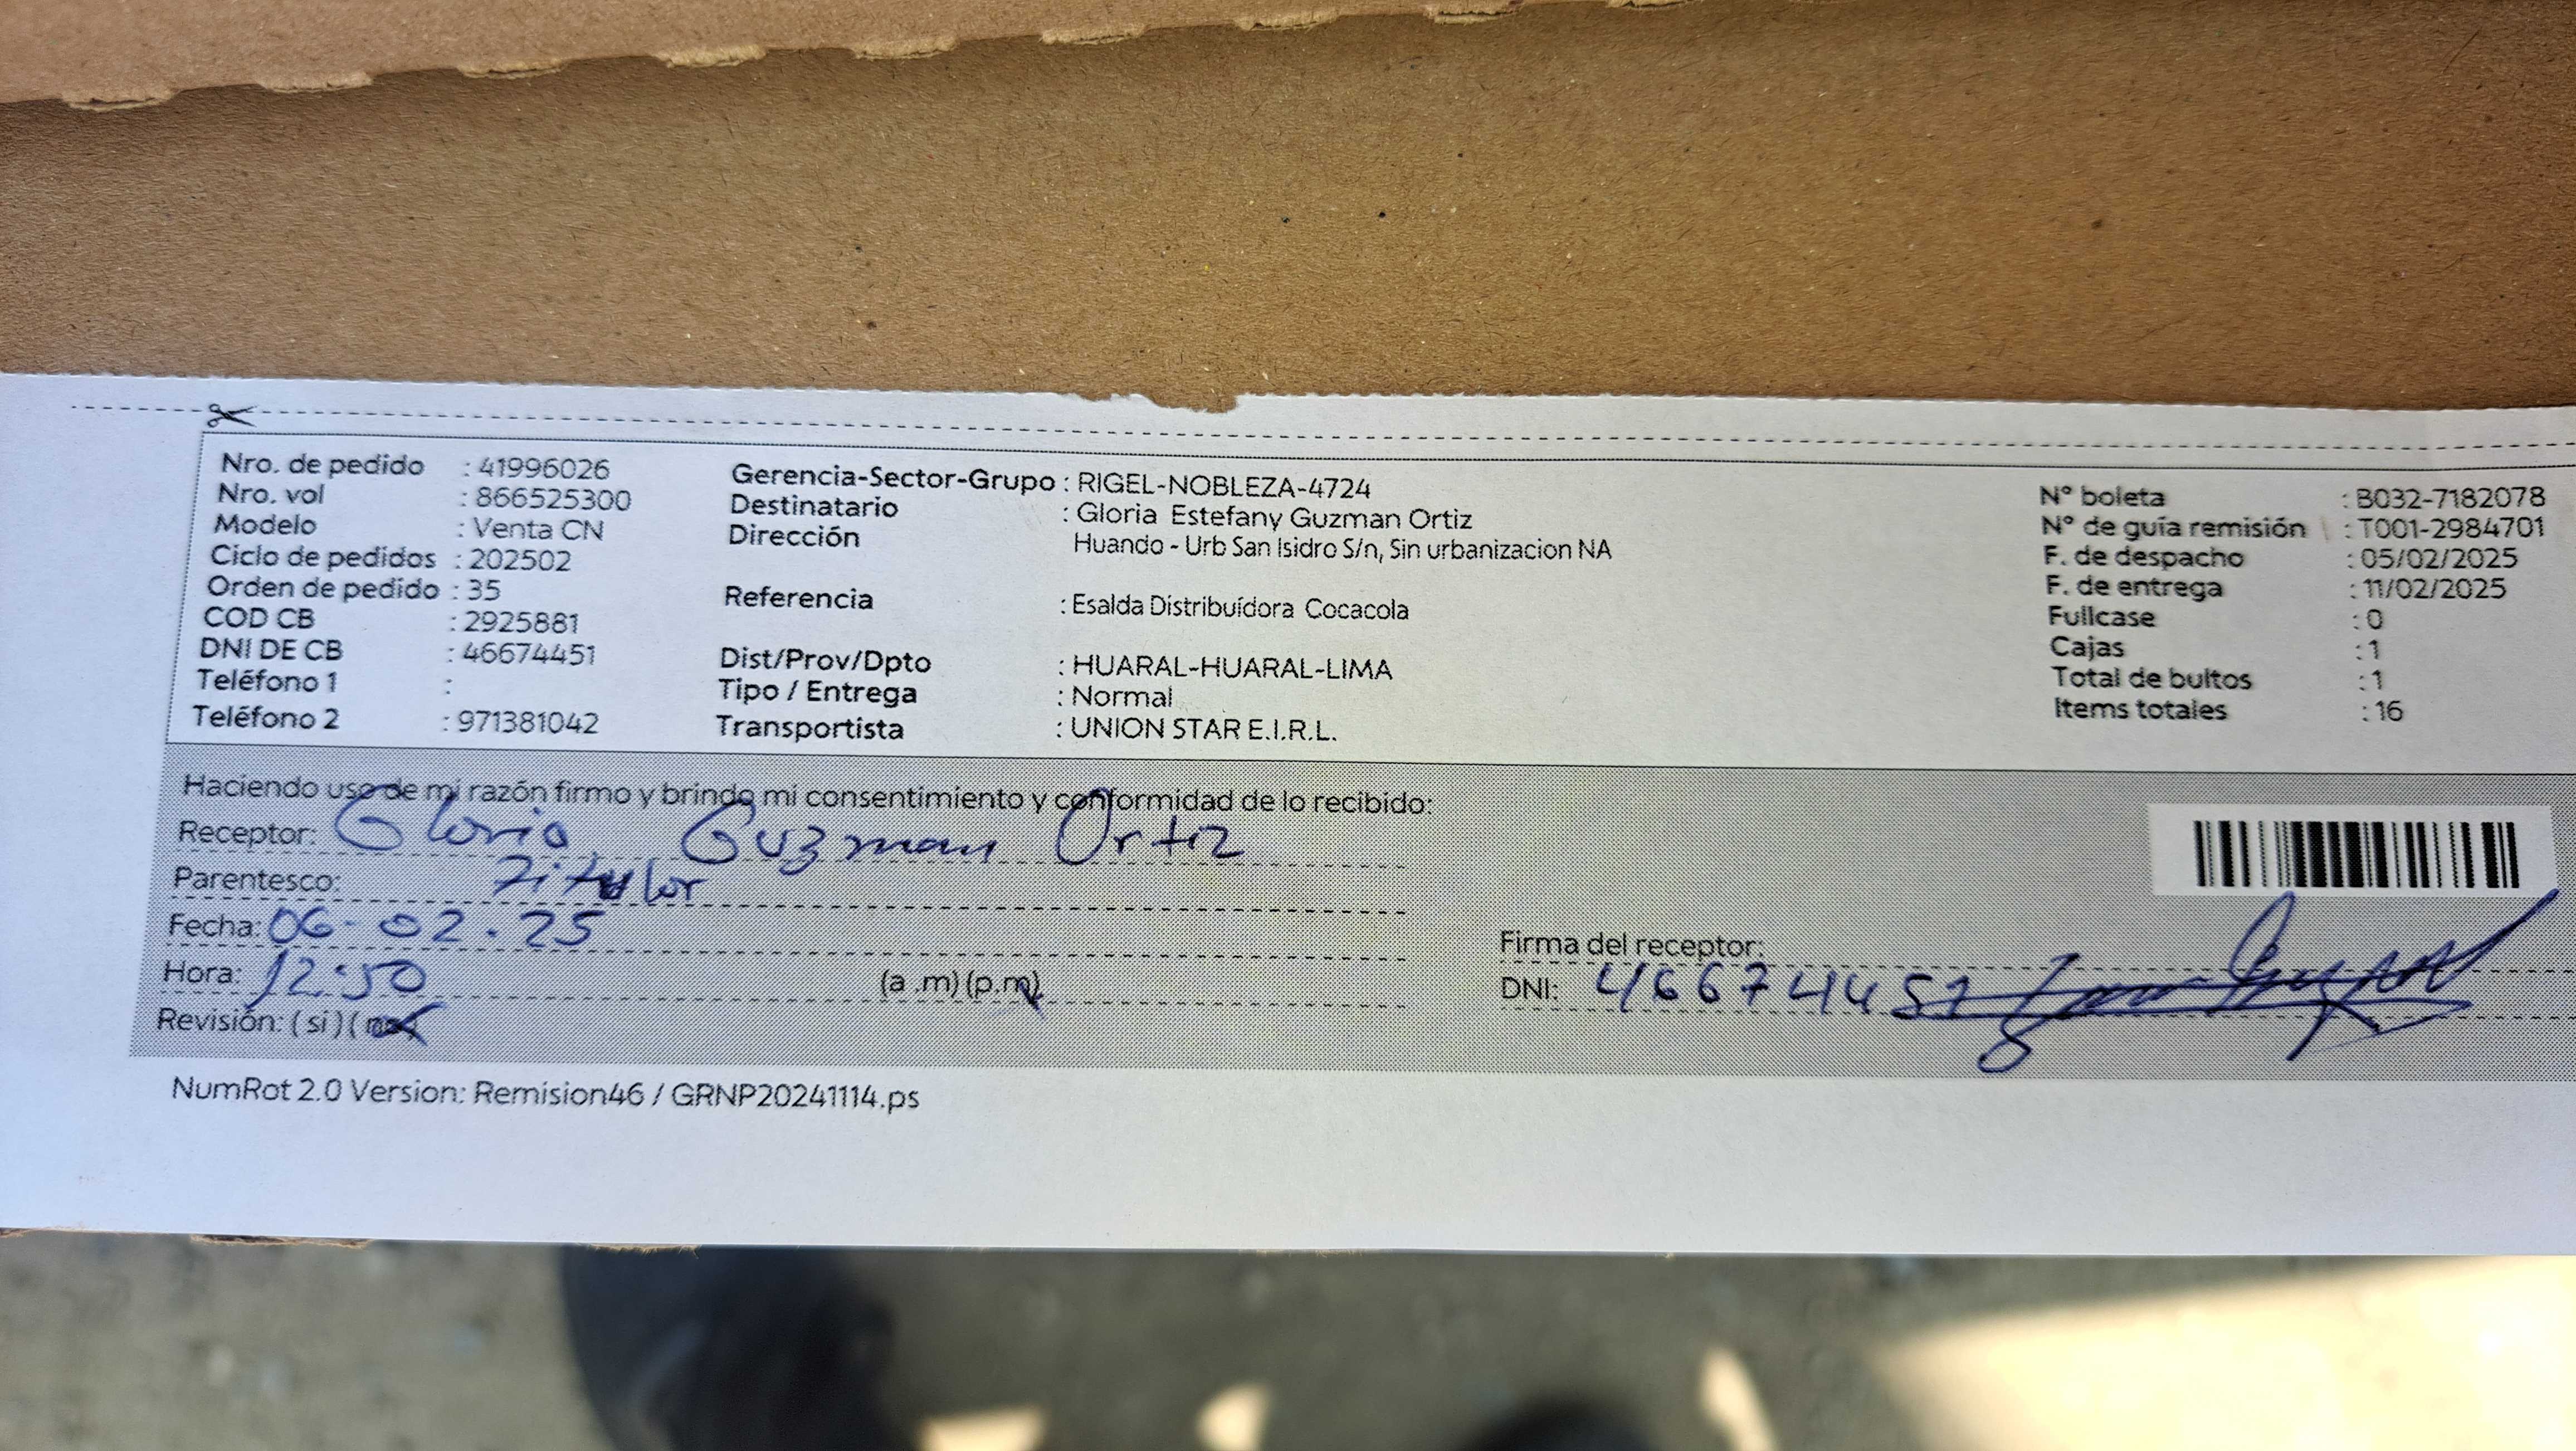 Nro. de pedido : 41996026
Nro. vol : 866525300
Modelo : Venta CN
Ciclo de pedidos : 202502
Orden de pedido : 35
COD CB : 2925881
DNI DE CB : 46674451
Teléfono 1 :
Teléfono 2 : 971381042
Gerencia-Sector-Grupo : RIGEL-NOBLEZA-4724
Destinatario : Gloria Estefany Guzman Ortiz
Dirección Huando - Urb San Isidro S/n, Sin urbanizacion NA
Referencia : Esalda Distribuídora Cocacola
Dist/Prov/Dpto : HUARAL-HUARAL-LIMA
Tipo / Entrega : Normal
Transportista : UNION STAR E.I.R.L.
N° boleta : B032-7182078
N° de guía remisión : T001-2984701
F. de despacho : 05/02/2025
F. de entrega : 11/02/2025
Fullcase : 0
Cajas : 1
Total de bultos : 1
Items totales : 16
Haciendo uso de mi razón firmo y brindo mi consentimiento y conformidad de lo recibido:
Receptor: Gloria Guzman Ortiz
Parentesco: Titular
Fecha: 06-02-25
Hora: 12:50 (a .m) (p.m)
Revisión: ( si ) ( no )
Firma del receptor:
DNI: 46674451
NumRot 2.0 Version: Remision46 / GRNP20241114.ps